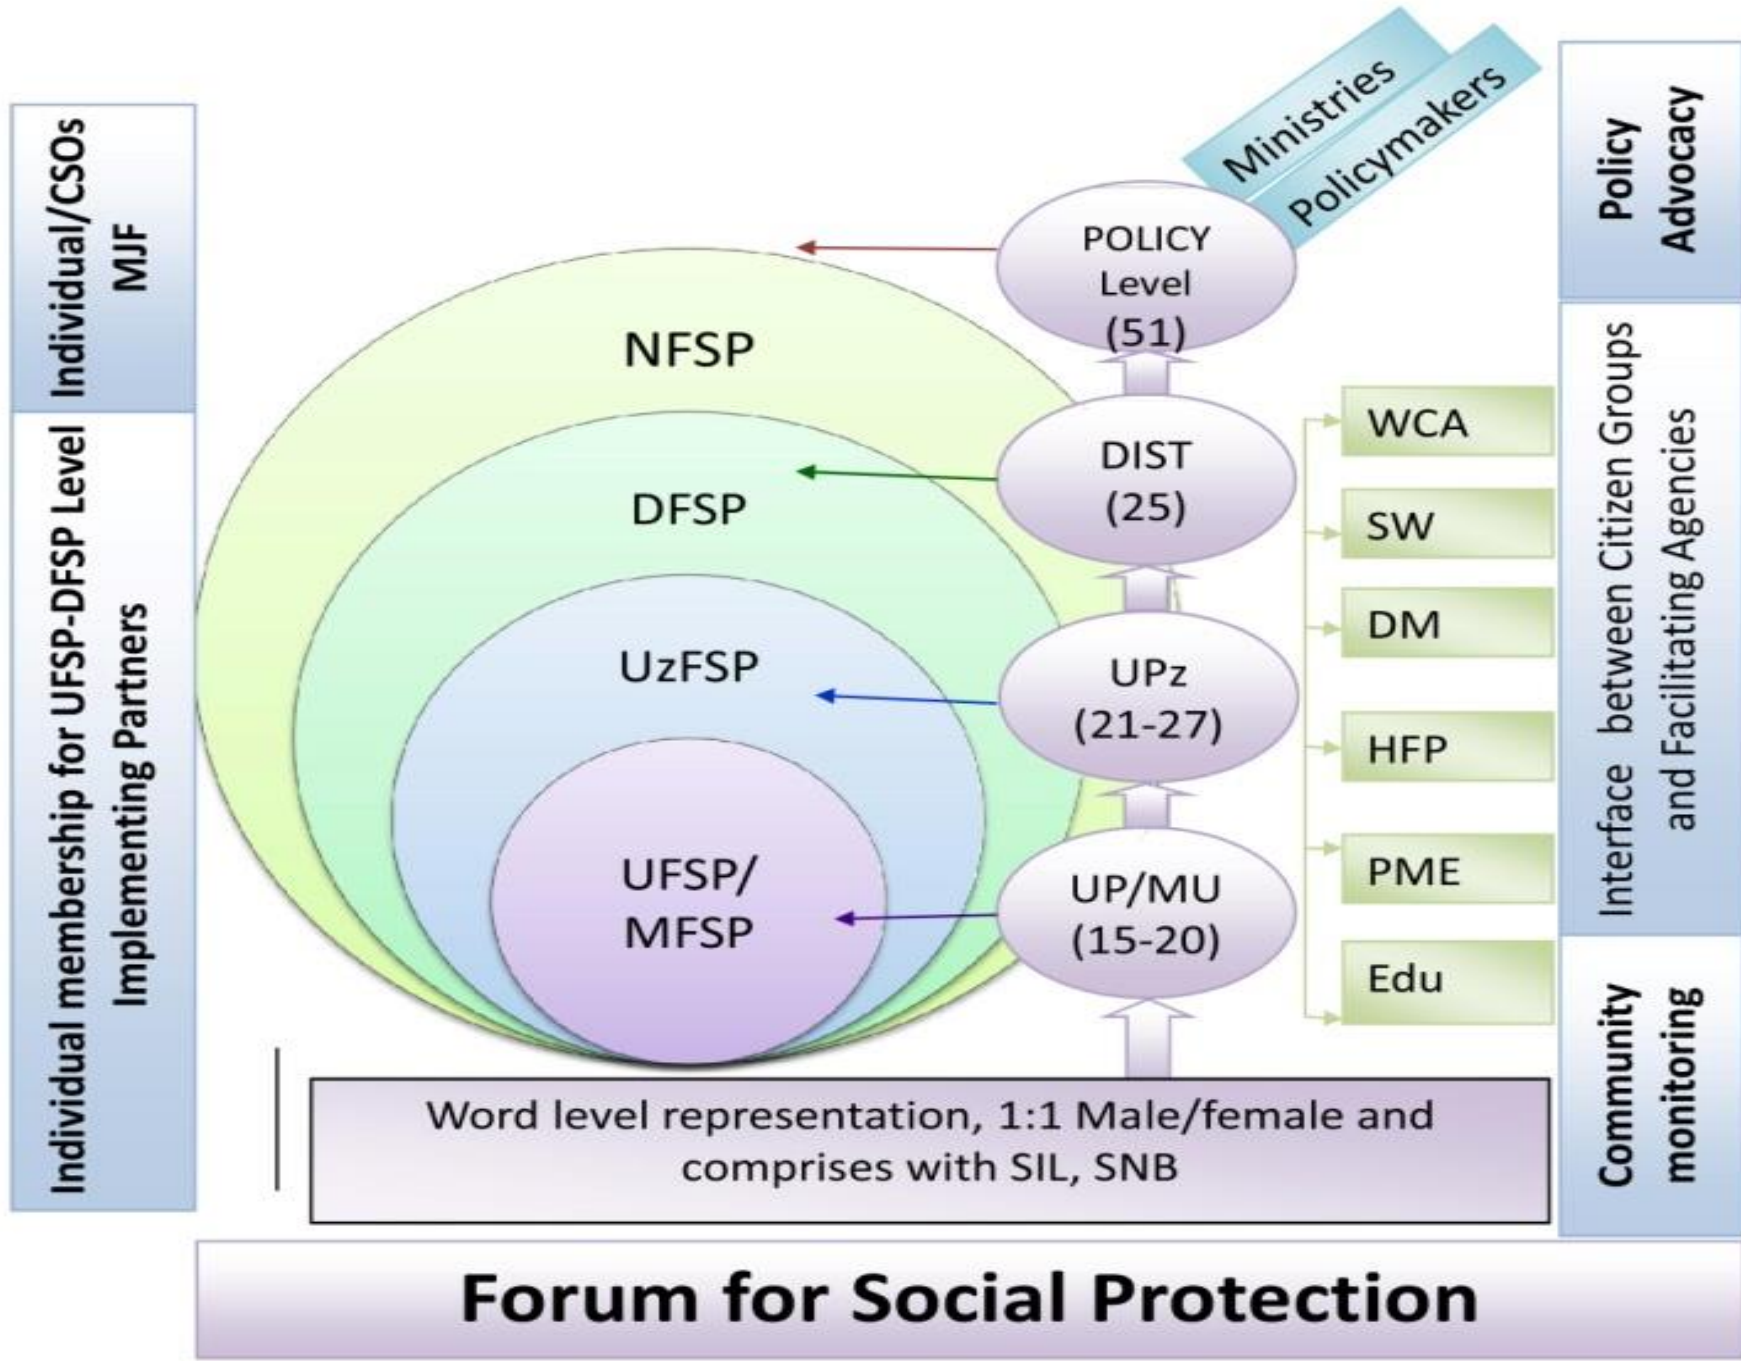 Individual/CSOs
MJF
Individual membership for UFSP-DFSP Level
Implementing Partners
NFSP
DFSP
UzFSP
UFSP/
MFSP
Ministries
Policymakers
POLICY
Level
(51)
DIST
(25)
UPz
(21-27)
UP/MU
(15-20)
WCA
SW
DM
HFP
PME
Edu
Policy
Advocacy
Interface between Citizen Groups
and Facilitating Agencies
Community
monitoring
Word level representation, 1:1 Male/female and
comprises with SIL, SNB
Forum for Social Protection